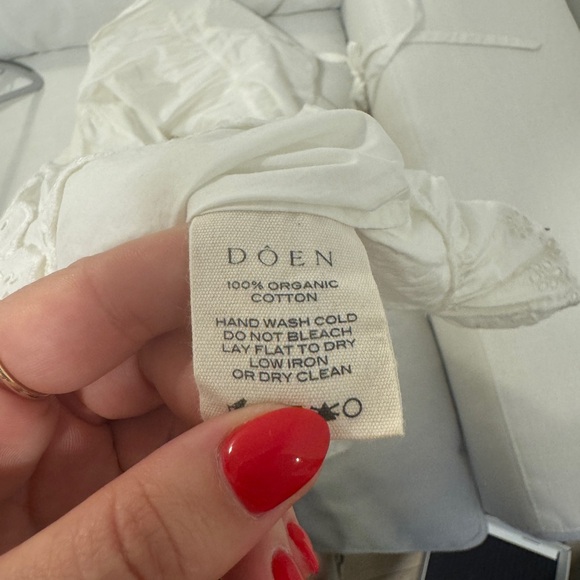 DÔEN
100% ORGANIC
COTTON
HAND WASH COLD
DO NOT BLEACH
LAY FLAT TO DRY
LOW IRON
OR DRY CLEAN